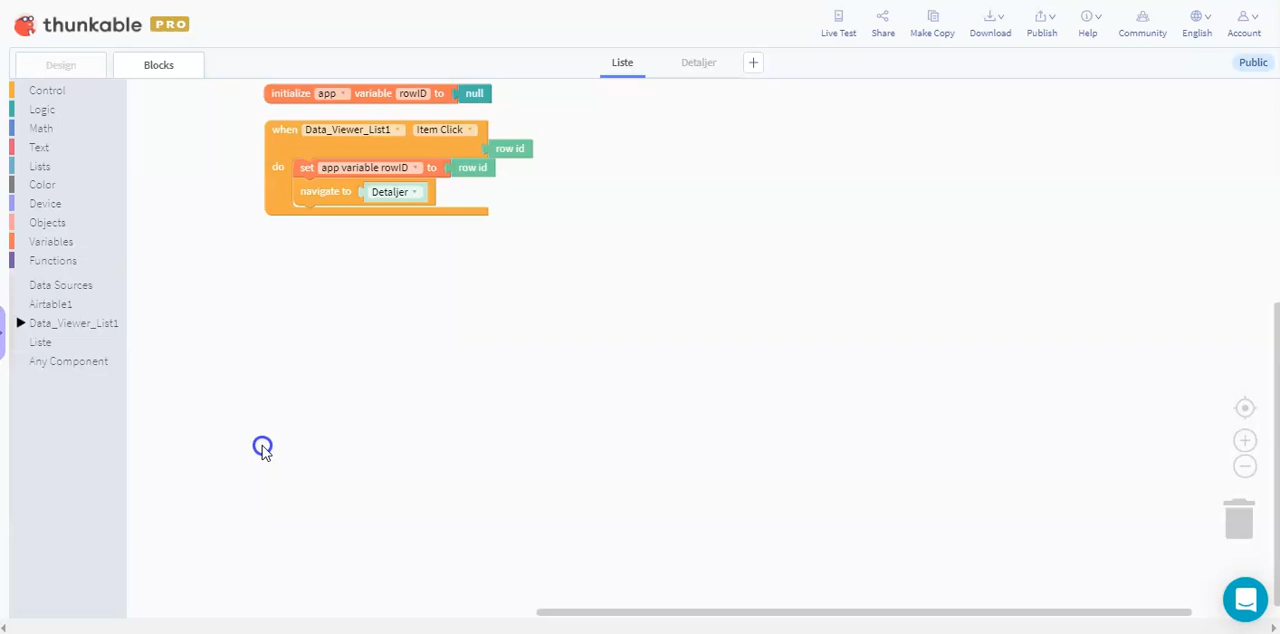 thunkable PRO
Live Test
Share
Make Copy
Download
Publish
Help
Community
English
Account
Design
Blocks
Liste
Detaljer
+
Public
Control
Logic
Math
Text
Lists
Color
Device
Objects
Variables
Functions
Data Sources
Airtable1
Data_Viewer_List1
Liste
Any Component
initialize app variable rowID to null
when Data_Viewer_List1 Item Click
row id
do set app variable rowID to row id
navigate to Detaljer